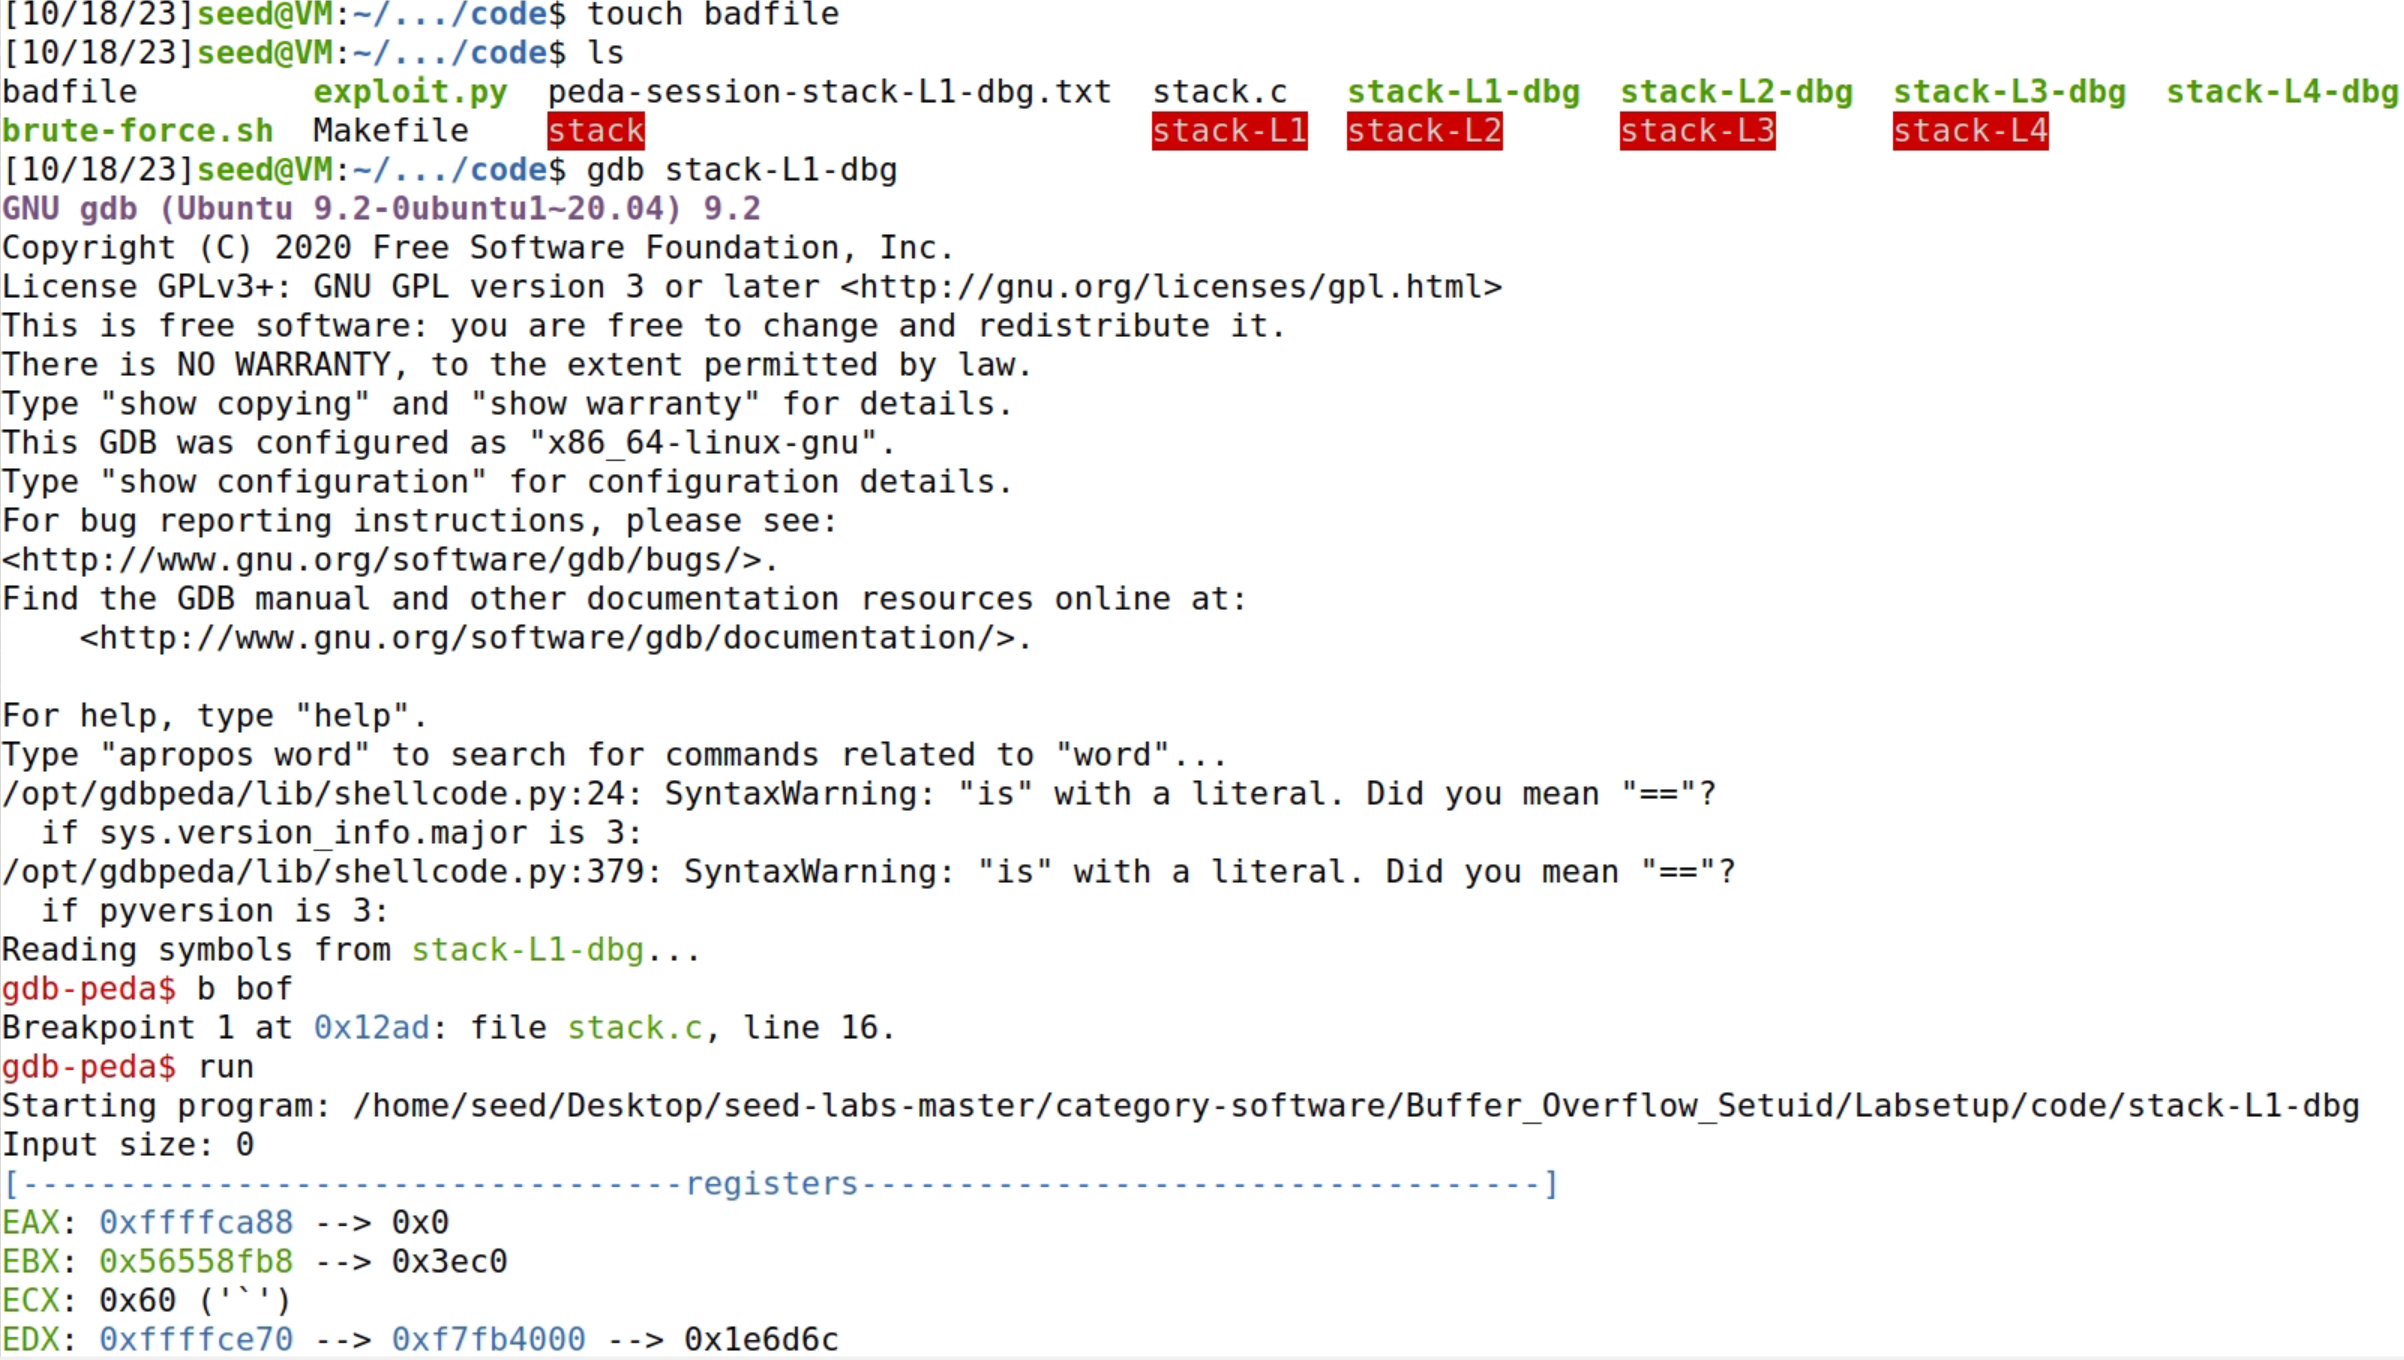 [10/18/23]seed@VM:~/.../code$ touch badfile
[10/18/23]seed@VM:~/.../code$ ls
badfile         exploit.py  peda-session-stack-L1-dbg.txt  stack.c   stack-L1-dbg  stack-L2-dbg  stack-L3-dbg  stack-L4-dbg
brute-force.sh  Makefile    stack                          stack-L1  stack-L2      stack-L3      stack-L4
[10/18/23]seed@VM:~/.../code$ gdb stack-L1-dbg
GNU gdb (Ubuntu 9.2-0ubuntu1~20.04) 9.2
Copyright (C) 2020 Free Software Foundation, Inc.
License GPLv3+: GNU GPL version 3 or later <http://gnu.org/licenses/gpl.html>
This is free software: you are free to change and redistribute it.
There is NO WARRANTY, to the extent permitted by law.
Type "show copying" and "show warranty" for details.
This GDB was configured as "x86_64-linux-gnu".
Type "show configuration" for configuration details.
For bug reporting instructions, please see:
<http://www.gnu.org/software/gdb/bugs/>.
Find the GDB manual and other documentation resources online at:
    <http://www.gnu.org/software/gdb/documentation/>.

For help, type "help".
Type "apropos word" to search for commands related to "word"...
/opt/gdbpeda/lib/shellcode.py:24: SyntaxWarning: "is" with a literal. Did you mean "=="?
  if sys.version_info.major is 3:
/opt/gdbpeda/lib/shellcode.py:379: SyntaxWarning: "is" with a literal. Did you mean "=="?
  if pyversion is 3:
Reading symbols from stack-L1-dbg...
gdb-peda$ b bof
Breakpoint 1 at 0x12ad: file stack.c, line 16.
gdb-peda$ run
Starting program: /home/seed/Desktop/seed-labs-master/category-software/Buffer_Overflow_Setuid/Labsetup/code/stack-L1-dbg
Input size: 0
[----------------------------------registers-----------------------------------]
EAX: 0xffffca88 --> 0x0
EBX: 0x56558fb8 --> 0x3ec0
ECX: 0x60 ('`')
EDX: 0xffffce70 --> 0xf7fb4000 --> 0x1e6d6c